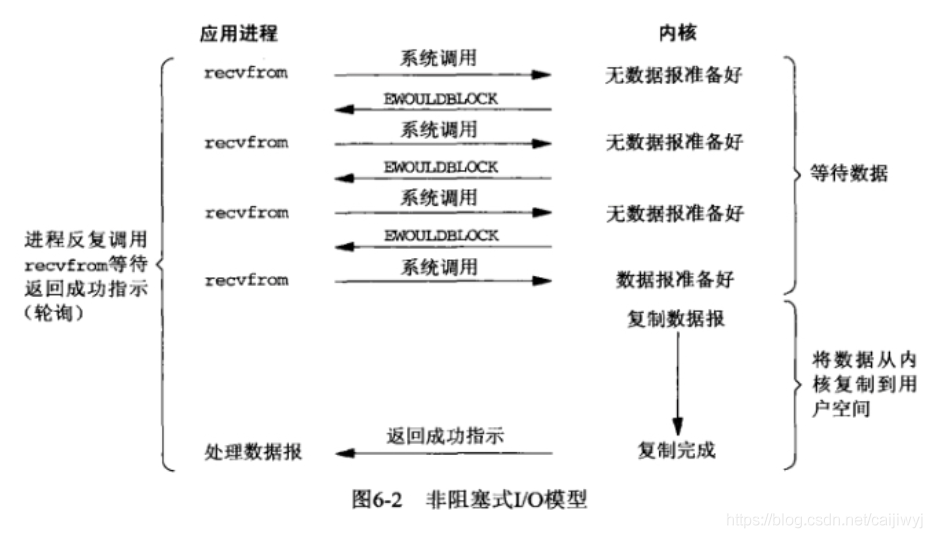 应用进程
内核
recvfrom
系统调用
无数据报准备好
EWOULDBLOCK
recvfrom
系统调用
无数据报准备好
EWOULDBLOCK
等待数据
recvfrom
系统调用
无数据报准备好
EWOULDBLOCK
进程反复调用
recvfrom等待
返回成功指示
（轮询）
recvfrom
系统调用
数据报准备好
复制数据报
将数据从内
核复制到用
户空间
处理数据报
返回成功指示
复制完成
图6-2 非阻塞式I/O模型
https://blog.csdn.net/caijiwyj